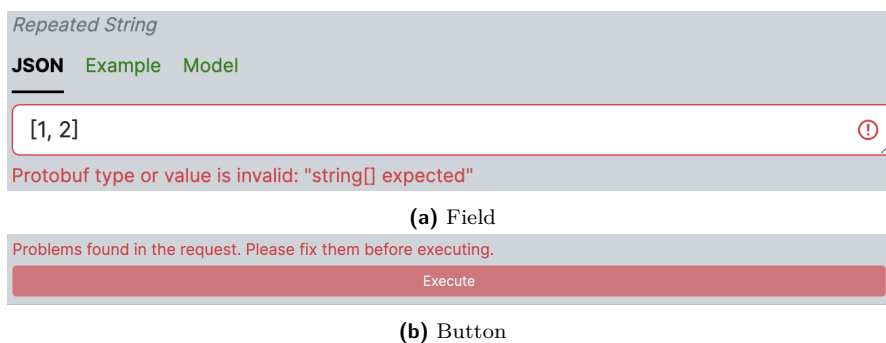 Repeated String
JSON Example Model
[1, 2]
Protobuf type or value is invalid: "string[] expected"
(a) Field
Problems found in the request. Please fix them before executing.
Execute
(b) Button